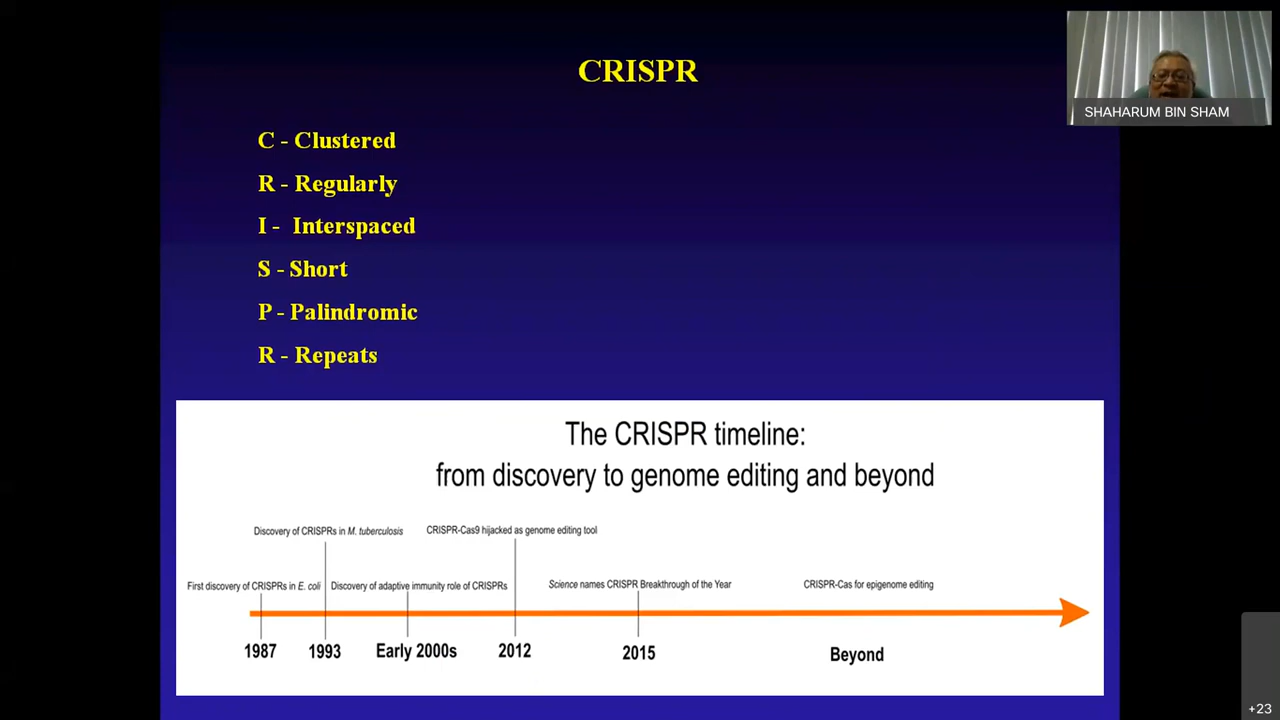 CRISPR
SHAHARUM BIN SHAM
C - Clustered
R - Regularly
I - Interspaced
S - Short
P - Palindromic
R - Repeats
The CRISPR timeline:
from discovery to genome editing and beyond
Discovery of CRISPRs in M. tuberculosis
CRISPR-Cas9 hijacked as genome editing tool
First discovery of CRISPRs in E. coli
Discovery of adaptive immunity role of CRISPRs
Science names CRISPR Breakthrough of the Year
CRISPR-Cas for epigenome editing
1987
1993
Early 2000s
2012
2015
Beyond
+23